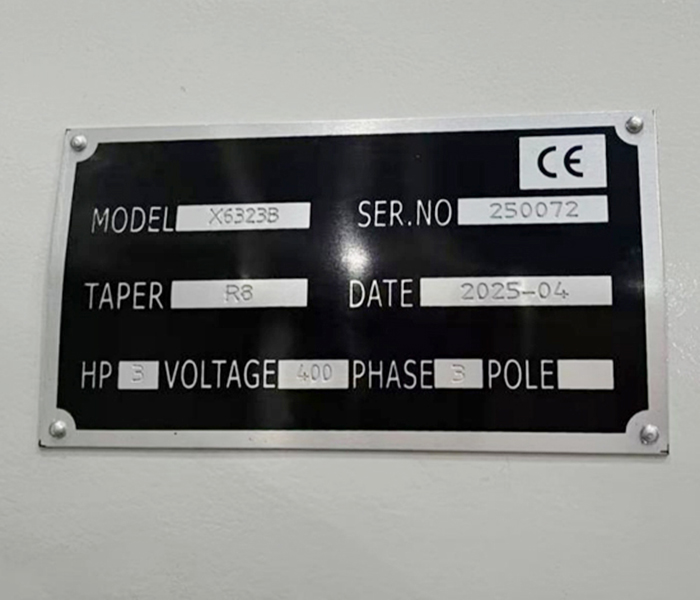 CE
MODEL X6323B SER.NO 250072
TAPER R8 DATE 2025-04
HP 3 VOLTAGE 400 PHASE 3 POLE